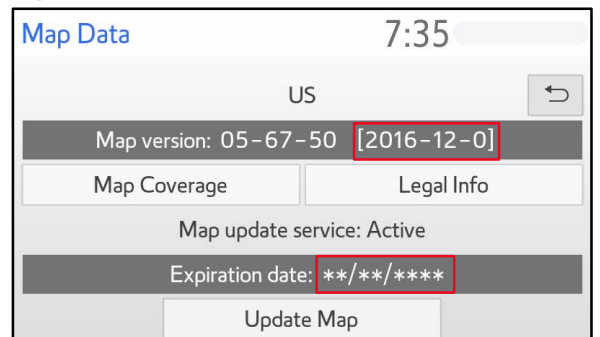 Map Data 7:35
US
Map version: 05-67-50 [2016-12-0]
Map Coverage Legal Info
Map update service: Active
Expiration date: **/**/****
Update Map